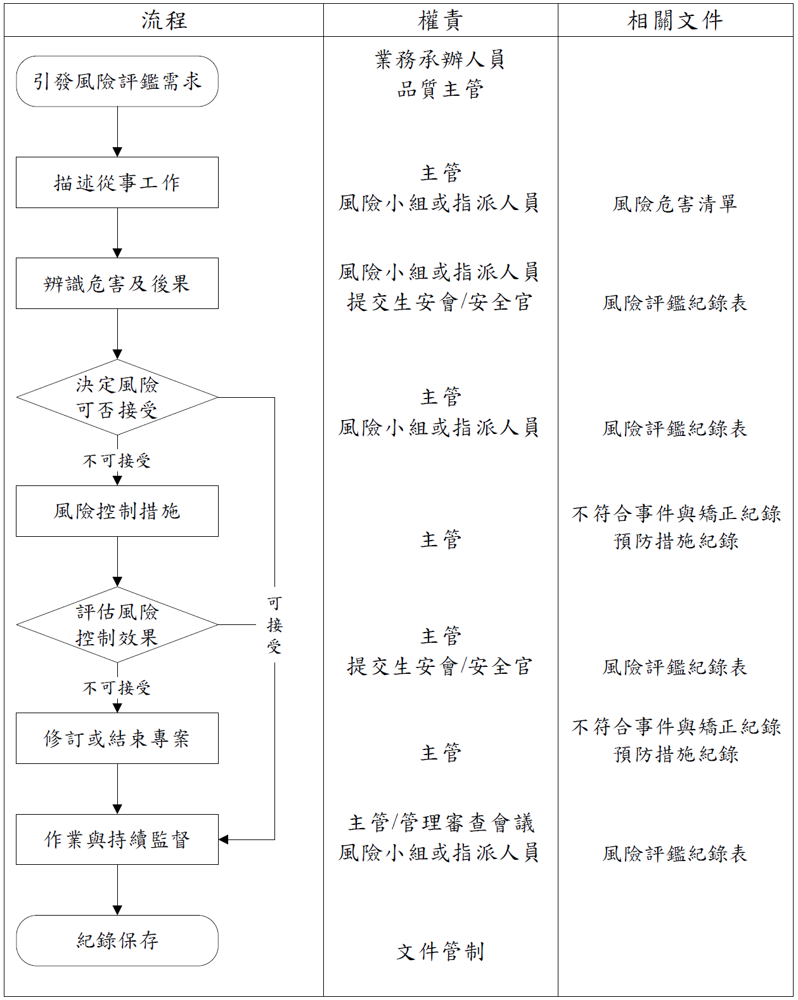 流程
權責
相關文件
引發風險評鑑需求
業務承辦人員
品質主管
描述從事工作
主管
風險小組或指派人員
風險危害清單
辨識危害及後果
風險小組或指派人員
提交生安會/安全官
風險評鑑紀錄表
決定風險
可否接受
主管
風險小組或指派人員
風險評鑑紀錄表
不可接受
風險控制措施
主管
不符合事件與矯正紀錄
預防措施紀錄
可接受
評估風險
控制效果
主管
提交生安會/安全官
風險評鑑紀錄表
不可接受
修訂或結束專案
主管
不符合事件與矯正紀錄
預防措施紀錄
作業與持續監督
主管/管理審查會議
風險小組或指派人員
風險評鑑紀錄表
紀錄保存
文件管制